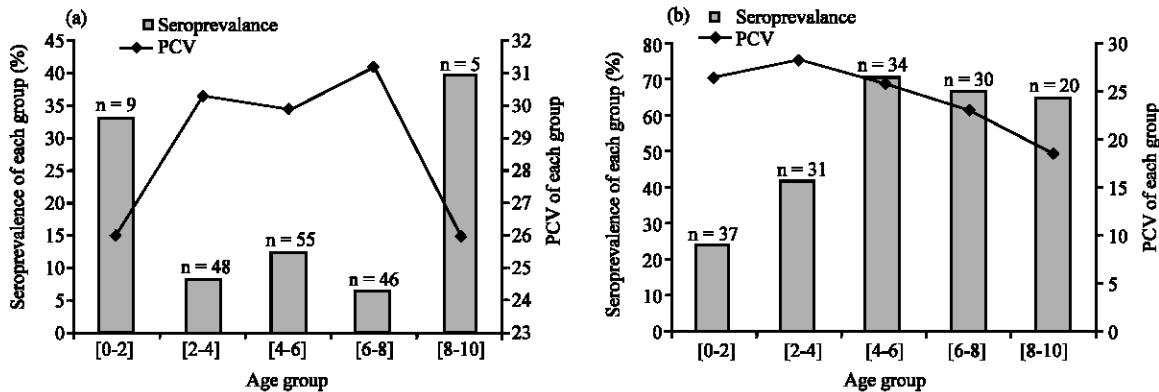 (a)
Seroprevalance
PCV
Seroprevalence of each group (%)
45
40
35
30
25
20
15
10
5
0
n = 9
n = 48
n = 55
n = 46
n = 5
32
31
30
29
28
27
26
25
24
23
PCV of each group
[0-2] [2-4] [4-6] [6-8] [8-10]
Age group
(b)
Seroprevalance
PCV
Seroprevalence of each group (%)
80
70
60
50
40
30
20
10
0
n = 37
n = 31
n = 34
n = 30
n = 20
30
25
20
15
10
5
0
PCV of each group
[0-2] [2-4] [4-6] [6-8] [8-10]
Age group